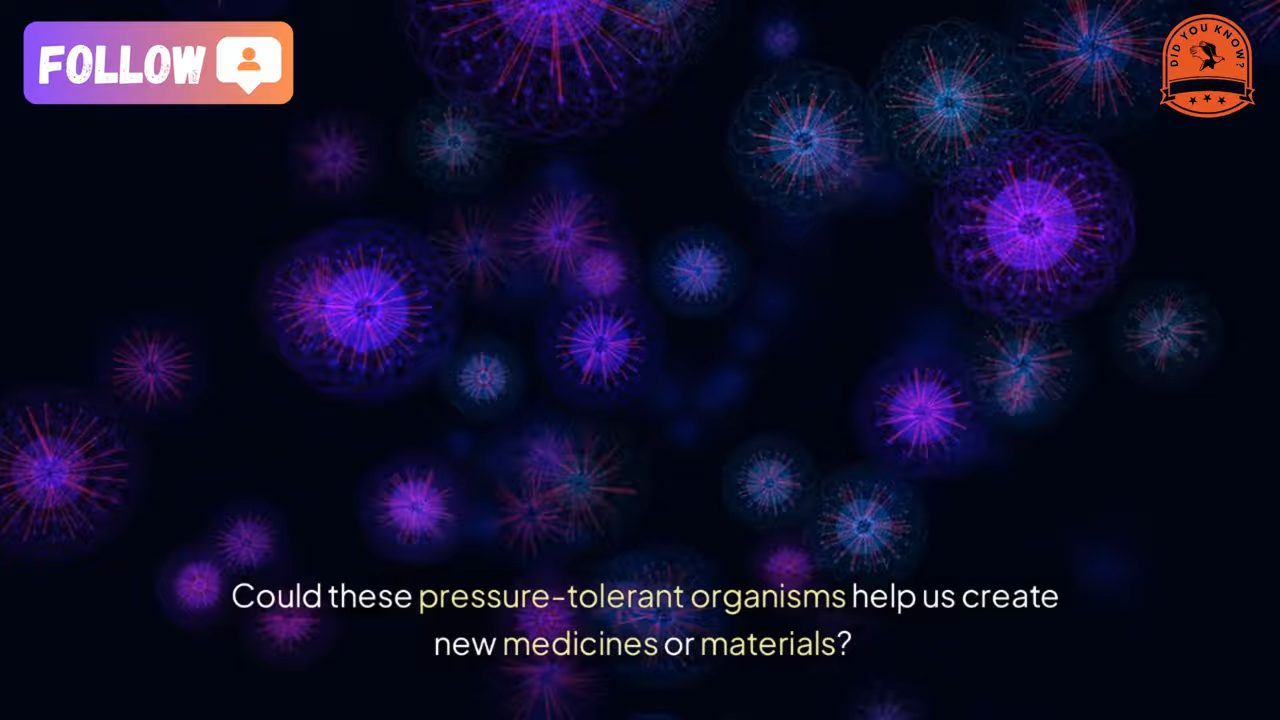 FOLLOW
DID YOU KNOW?
Could these pressure-tolerant organisms help us create
new medicines or materials?